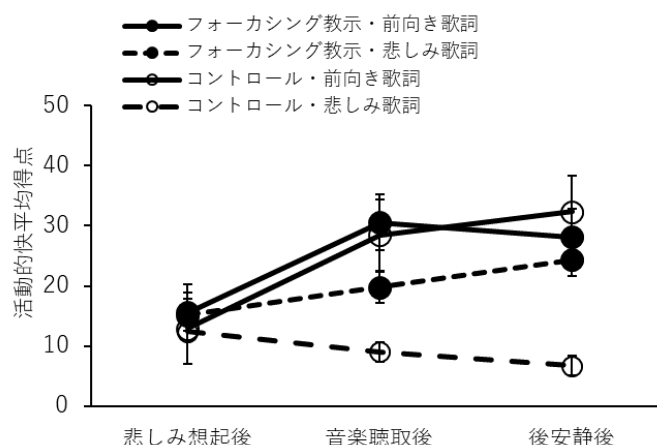 フォーカシング教示・前向き歌詞
フォーカシング教示・悲しみ歌詞
コントロール・前向き歌詞
コントロール・悲しみ歌詞
活動的快平均得点
50
40
30
20
10
0
悲しみ想起後 音楽聴取後 後安静後